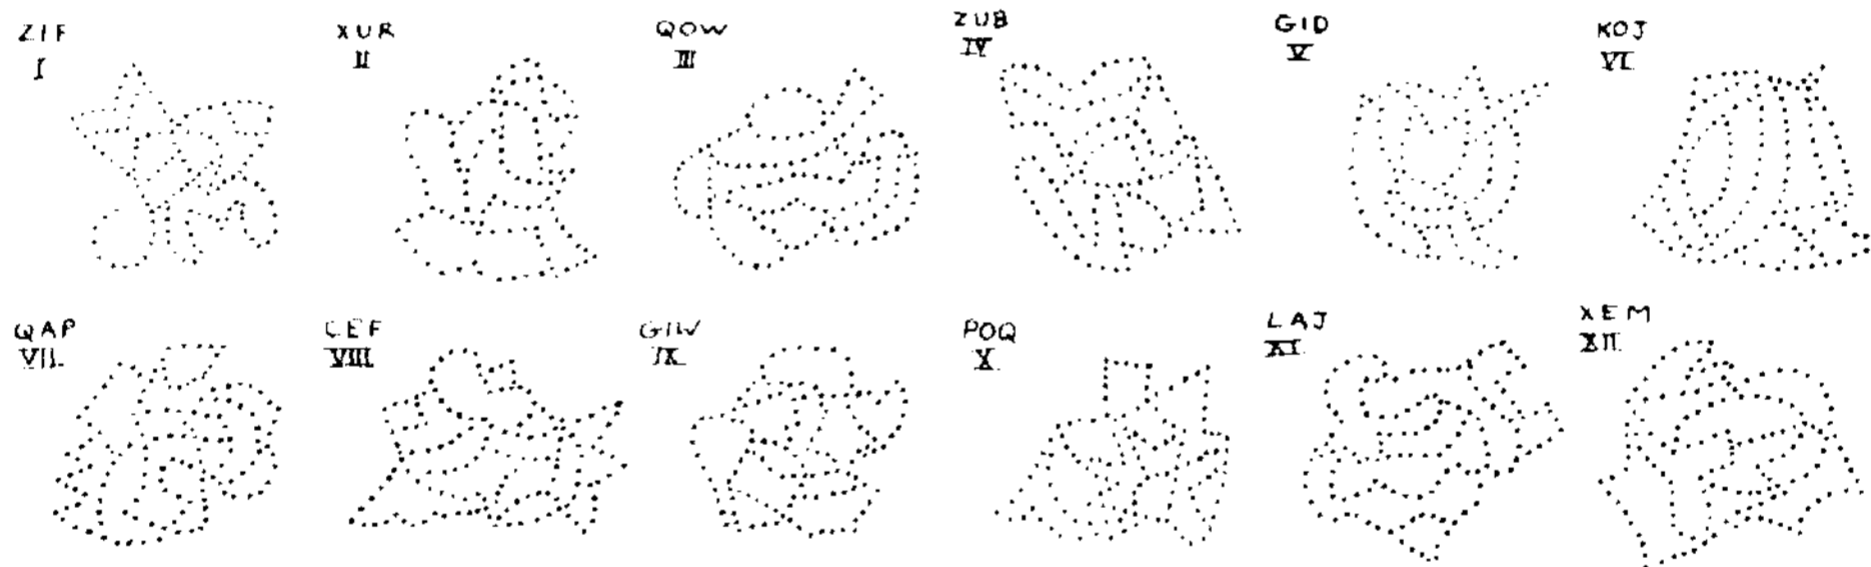 ZIF
I
XUR
II
QOW
III
ZUB
IV
GID
V
KOJ
VI
QAP
VII
CEF
VIII
GIW
IX
POQ
X
LAJ
XI
XEM
XII